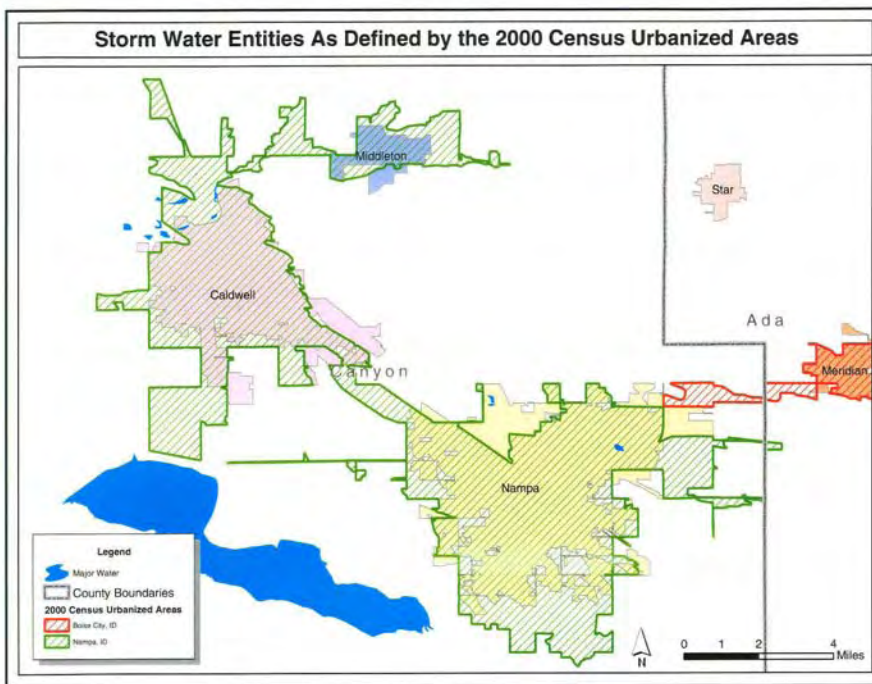 Storm Water Entities As Defined by the 2000 Census Urbanized Areas
Middleton
Star
Caldwell
Ada
Meridian
Canyon
Nampa
Legend
Major Water
County Boundaries
2000 Census Urbanized Areas
Boise City, ID
Nampa, ID
N
0 1 2 4
Miles